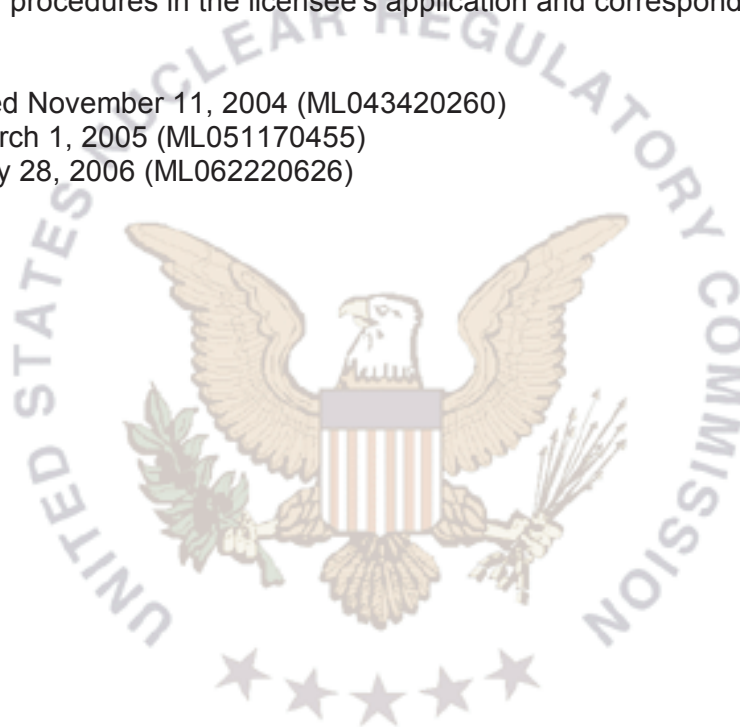 procedures in the licensee's application and correspond
ed November 11, 2004 (ML043420260)
rch 1, 2005 (ML051170455)
y 28, 2006 (ML062220626)
UNITED STATES NUCLEAR REGULATORY COMMISSION